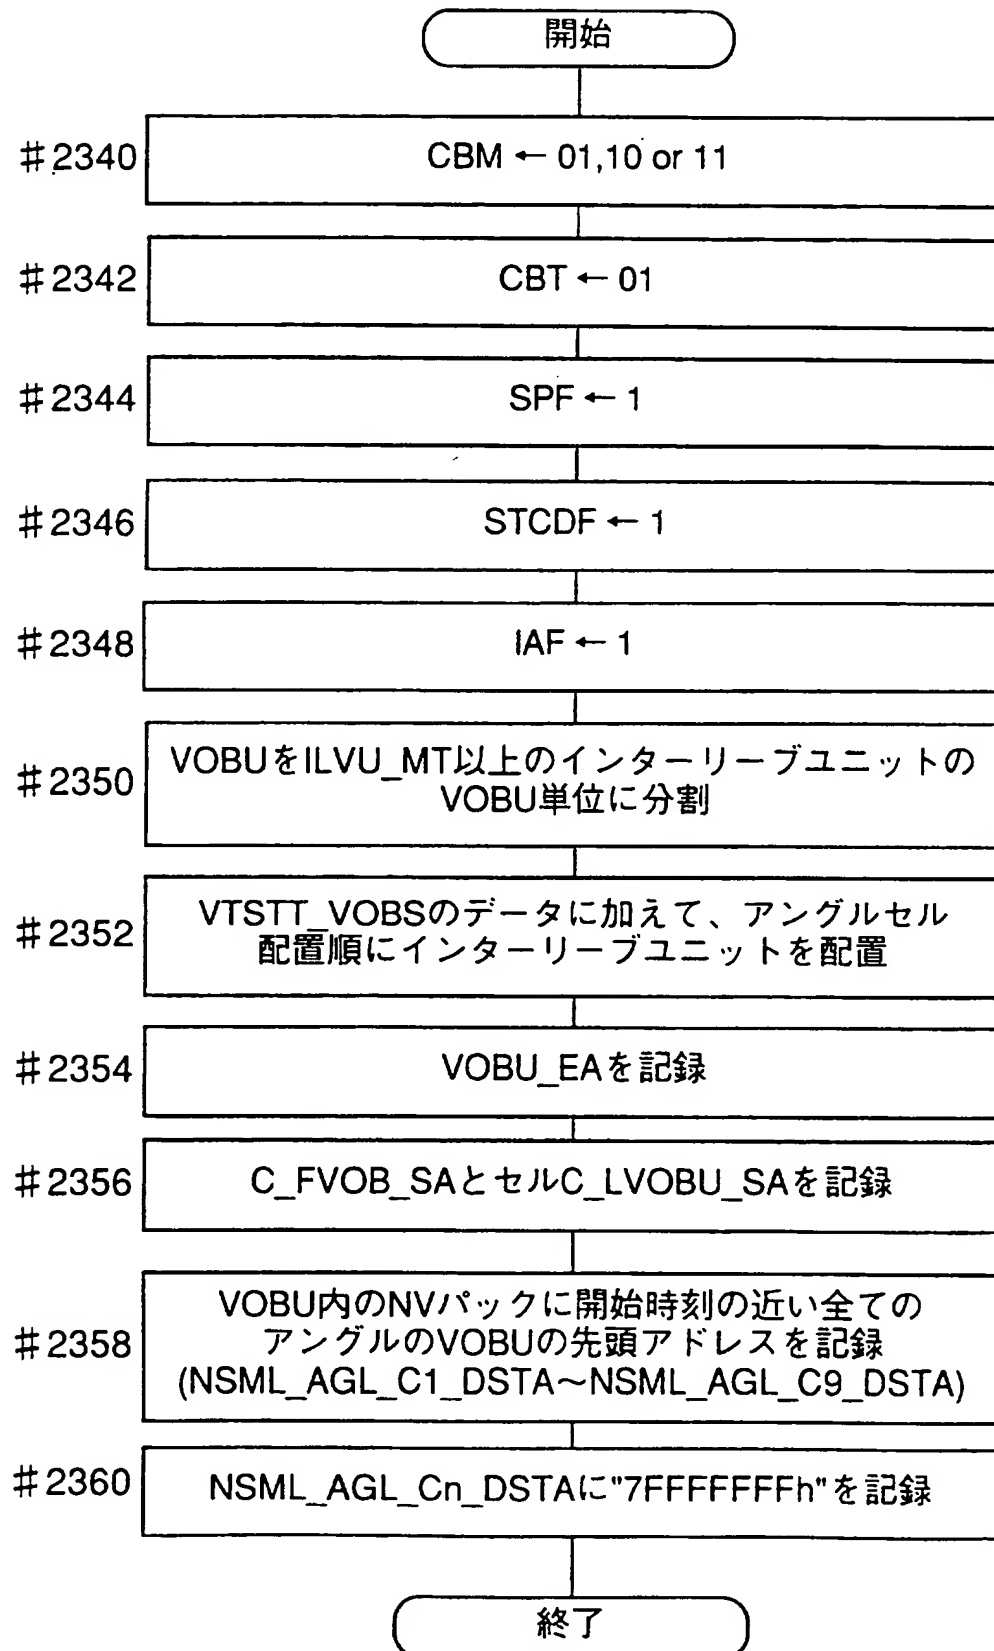 開始
#2340
CBM ← 01,10 or 11
#2342
CBT ← 01
#2344
SPF ← 1
#2346
STCDF ← 1
#2348
IAF ← 1
#2350
VOBUをILVU_MT以上のインターリーブユニットの
VOBU単位に分割
#2352
VTSTT_VOBSのデータに加えて、アングルセル
配置順にインターリーブユニットを配置
#2354
VOBU_EAを記録
#2356
C_FVOB_SAとセルC_LVOBU_SAを記録
#2358
VOBU内のNVパックに開始時刻の近い全ての
アングルのVOBUの先頭アドレスを記録
(NSML_AGL_C1_DSTA～NSML_AGL_C9_DSTA)
#2360
NSML_AGL_Cn_DSTAに"7FFFFFFFh"を記録
終了